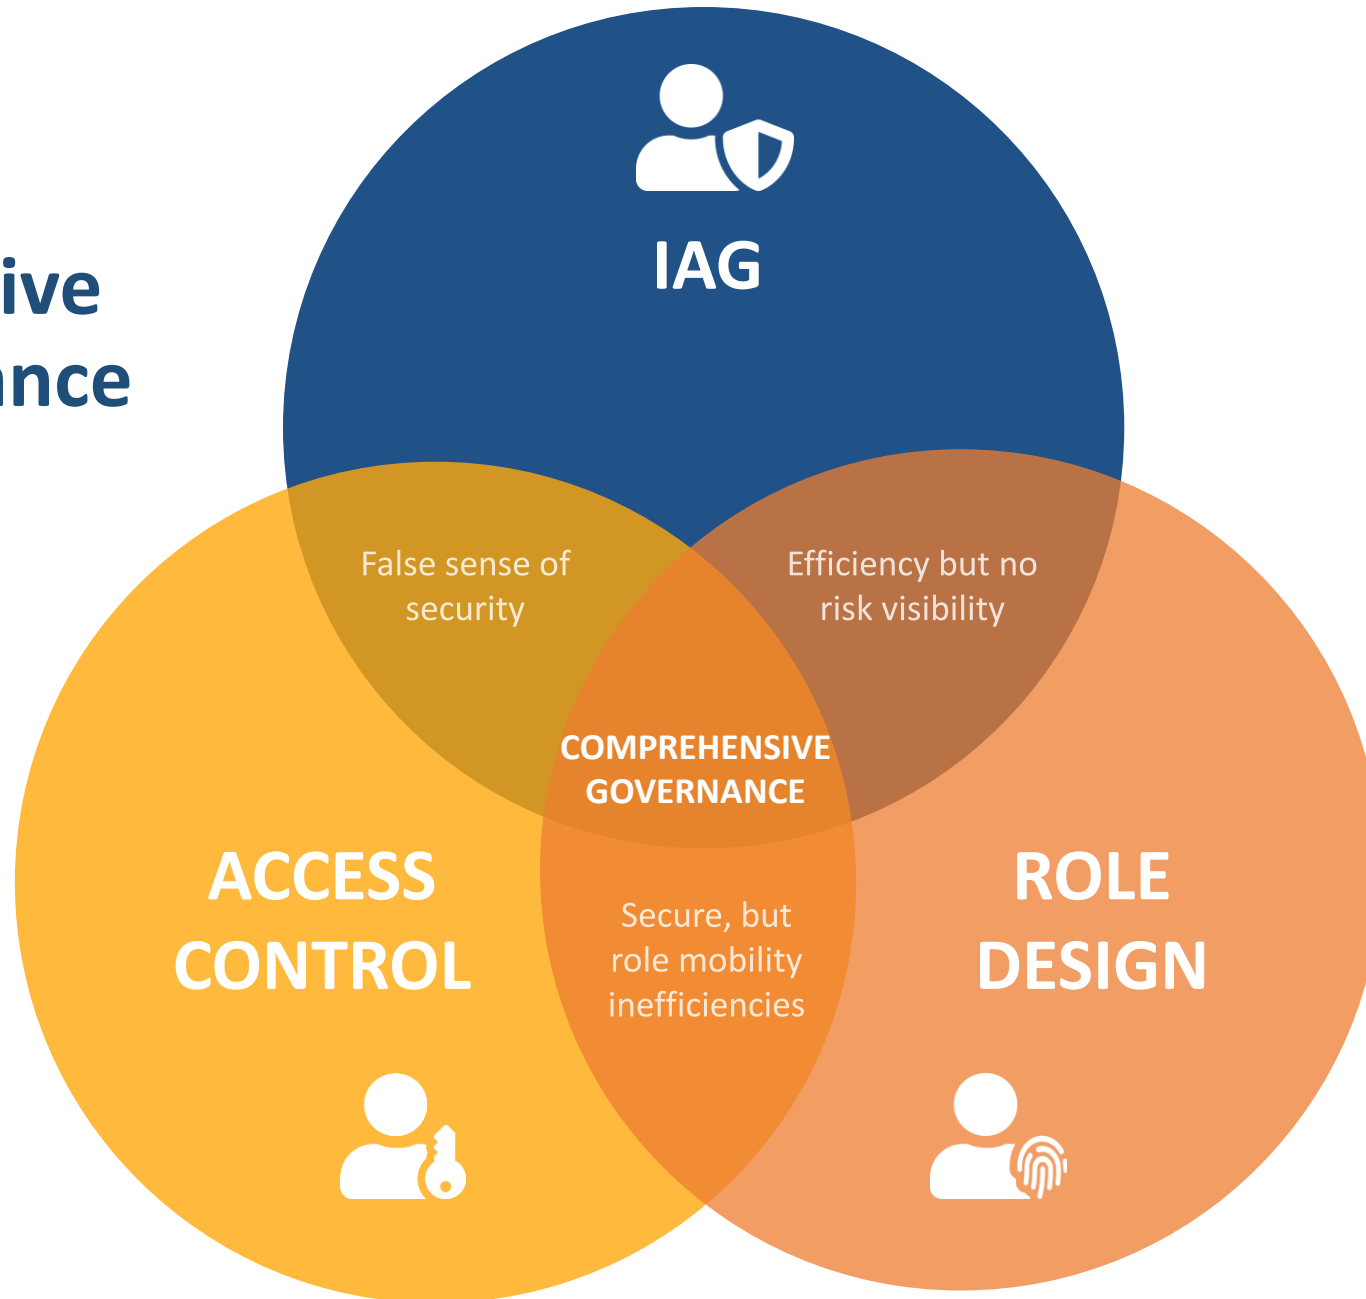 ive
ance
IAG
False sense of
security
Efficiency but no
risk visibility
COMPREHENSIVE
GOVERNANCE
ACCESS
CONTROL
Secure, but
role mobility
inefficiencies
ROLE
DESIGN